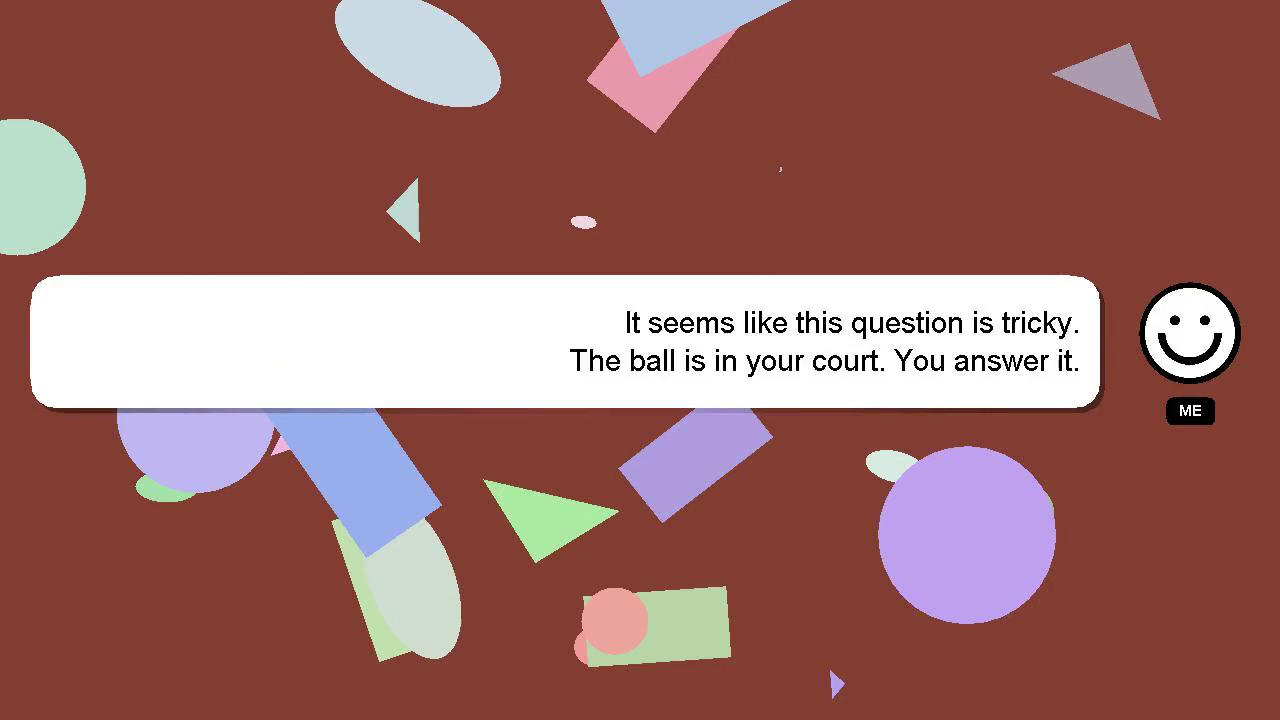 It seems like this question is tricky.
The ball is in your court. You answer it.
ME